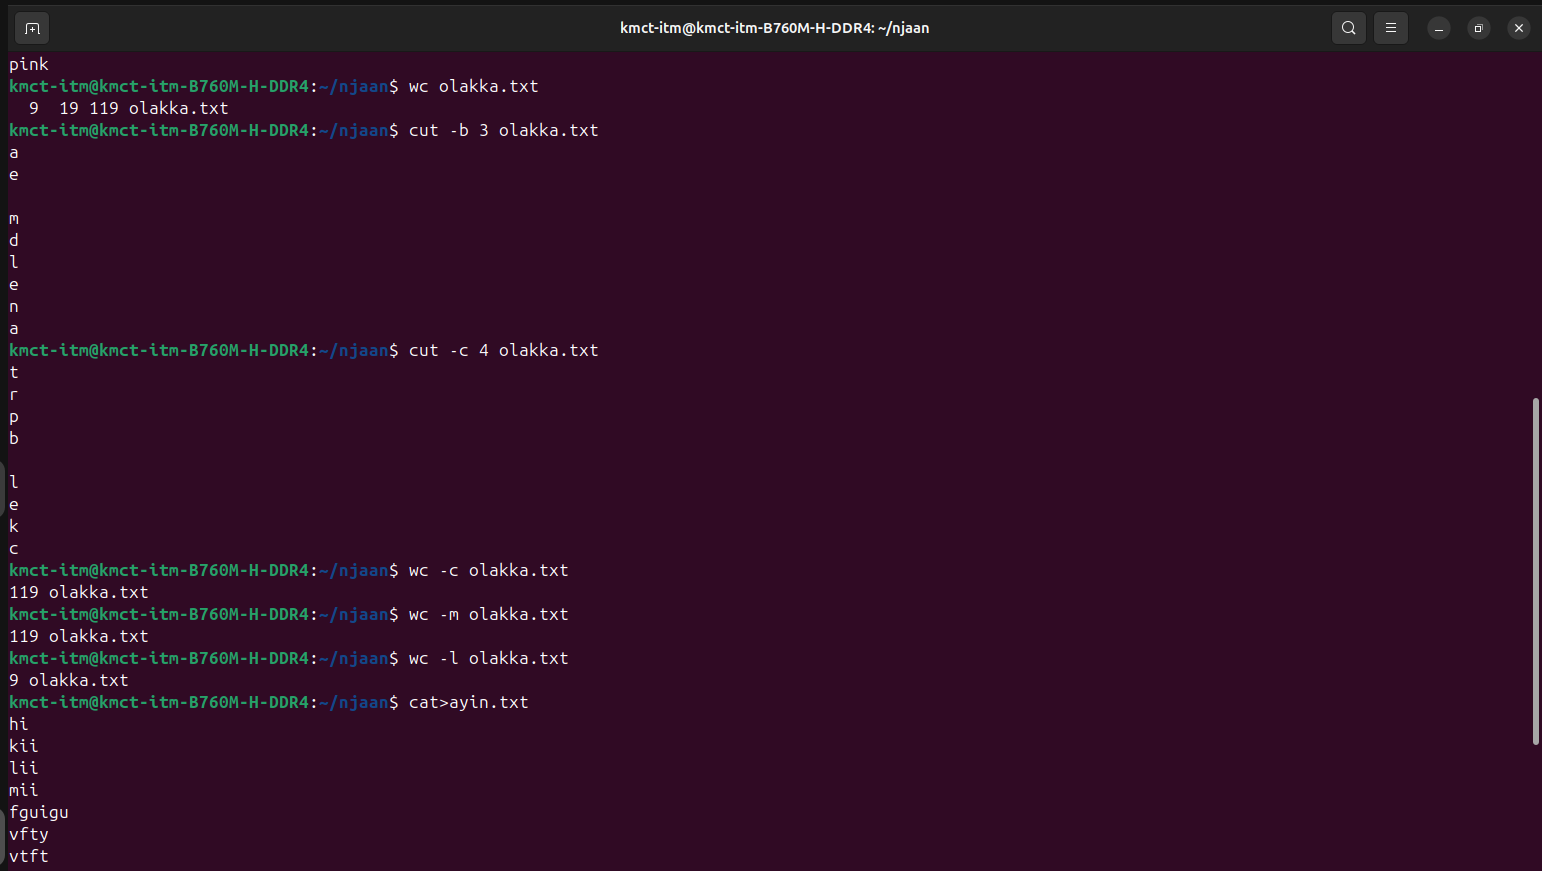 kmct-itm@kmct-itm-B760M-H-DDR4: ~/njaan
pink
kmct-itm@kmct-itm-B760M-H-DDR4:~/njaan$ wc olakka.txt
  9  19 119 olakka.txt
kmct-itm@kmct-itm-B760M-H-DDR4:~/njaan$ cut -b 3 olakka.txt
a
e

m
d
l
e
n
a
kmct-itm@kmct-itm-B760M-H-DDR4:~/njaan$ cut -c 4 olakka.txt
t
r
p
b

l
e
k
c
kmct-itm@kmct-itm-B760M-H-DDR4:~/njaan$ wc -c olakka.txt
119 olakka.txt
kmct-itm@kmct-itm-B760M-H-DDR4:~/njaan$ wc -m olakka.txt
119 olakka.txt
kmct-itm@kmct-itm-B760M-H-DDR4:~/njaan$ wc -l olakka.txt
9 olakka.txt
kmct-itm@kmct-itm-B760M-H-DDR4:~/njaan$ cat>ayin.txt
hi
kii
lii
mii
fguigu
vfty
vtft